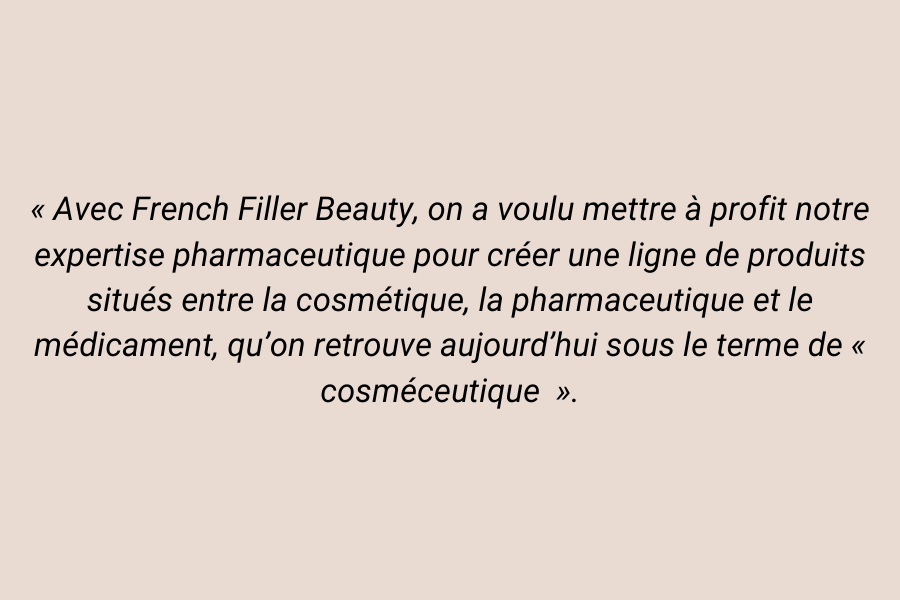 « Avec French Filler Beauty, on a voulu mettre à profit notre
expertise pharmaceutique pour créer une ligne de produits
situés entre la cosmétique, la pharmaceutique et le
médicament, qu’on retrouve aujourd’hui sous le terme de «
cosméceutique  ».